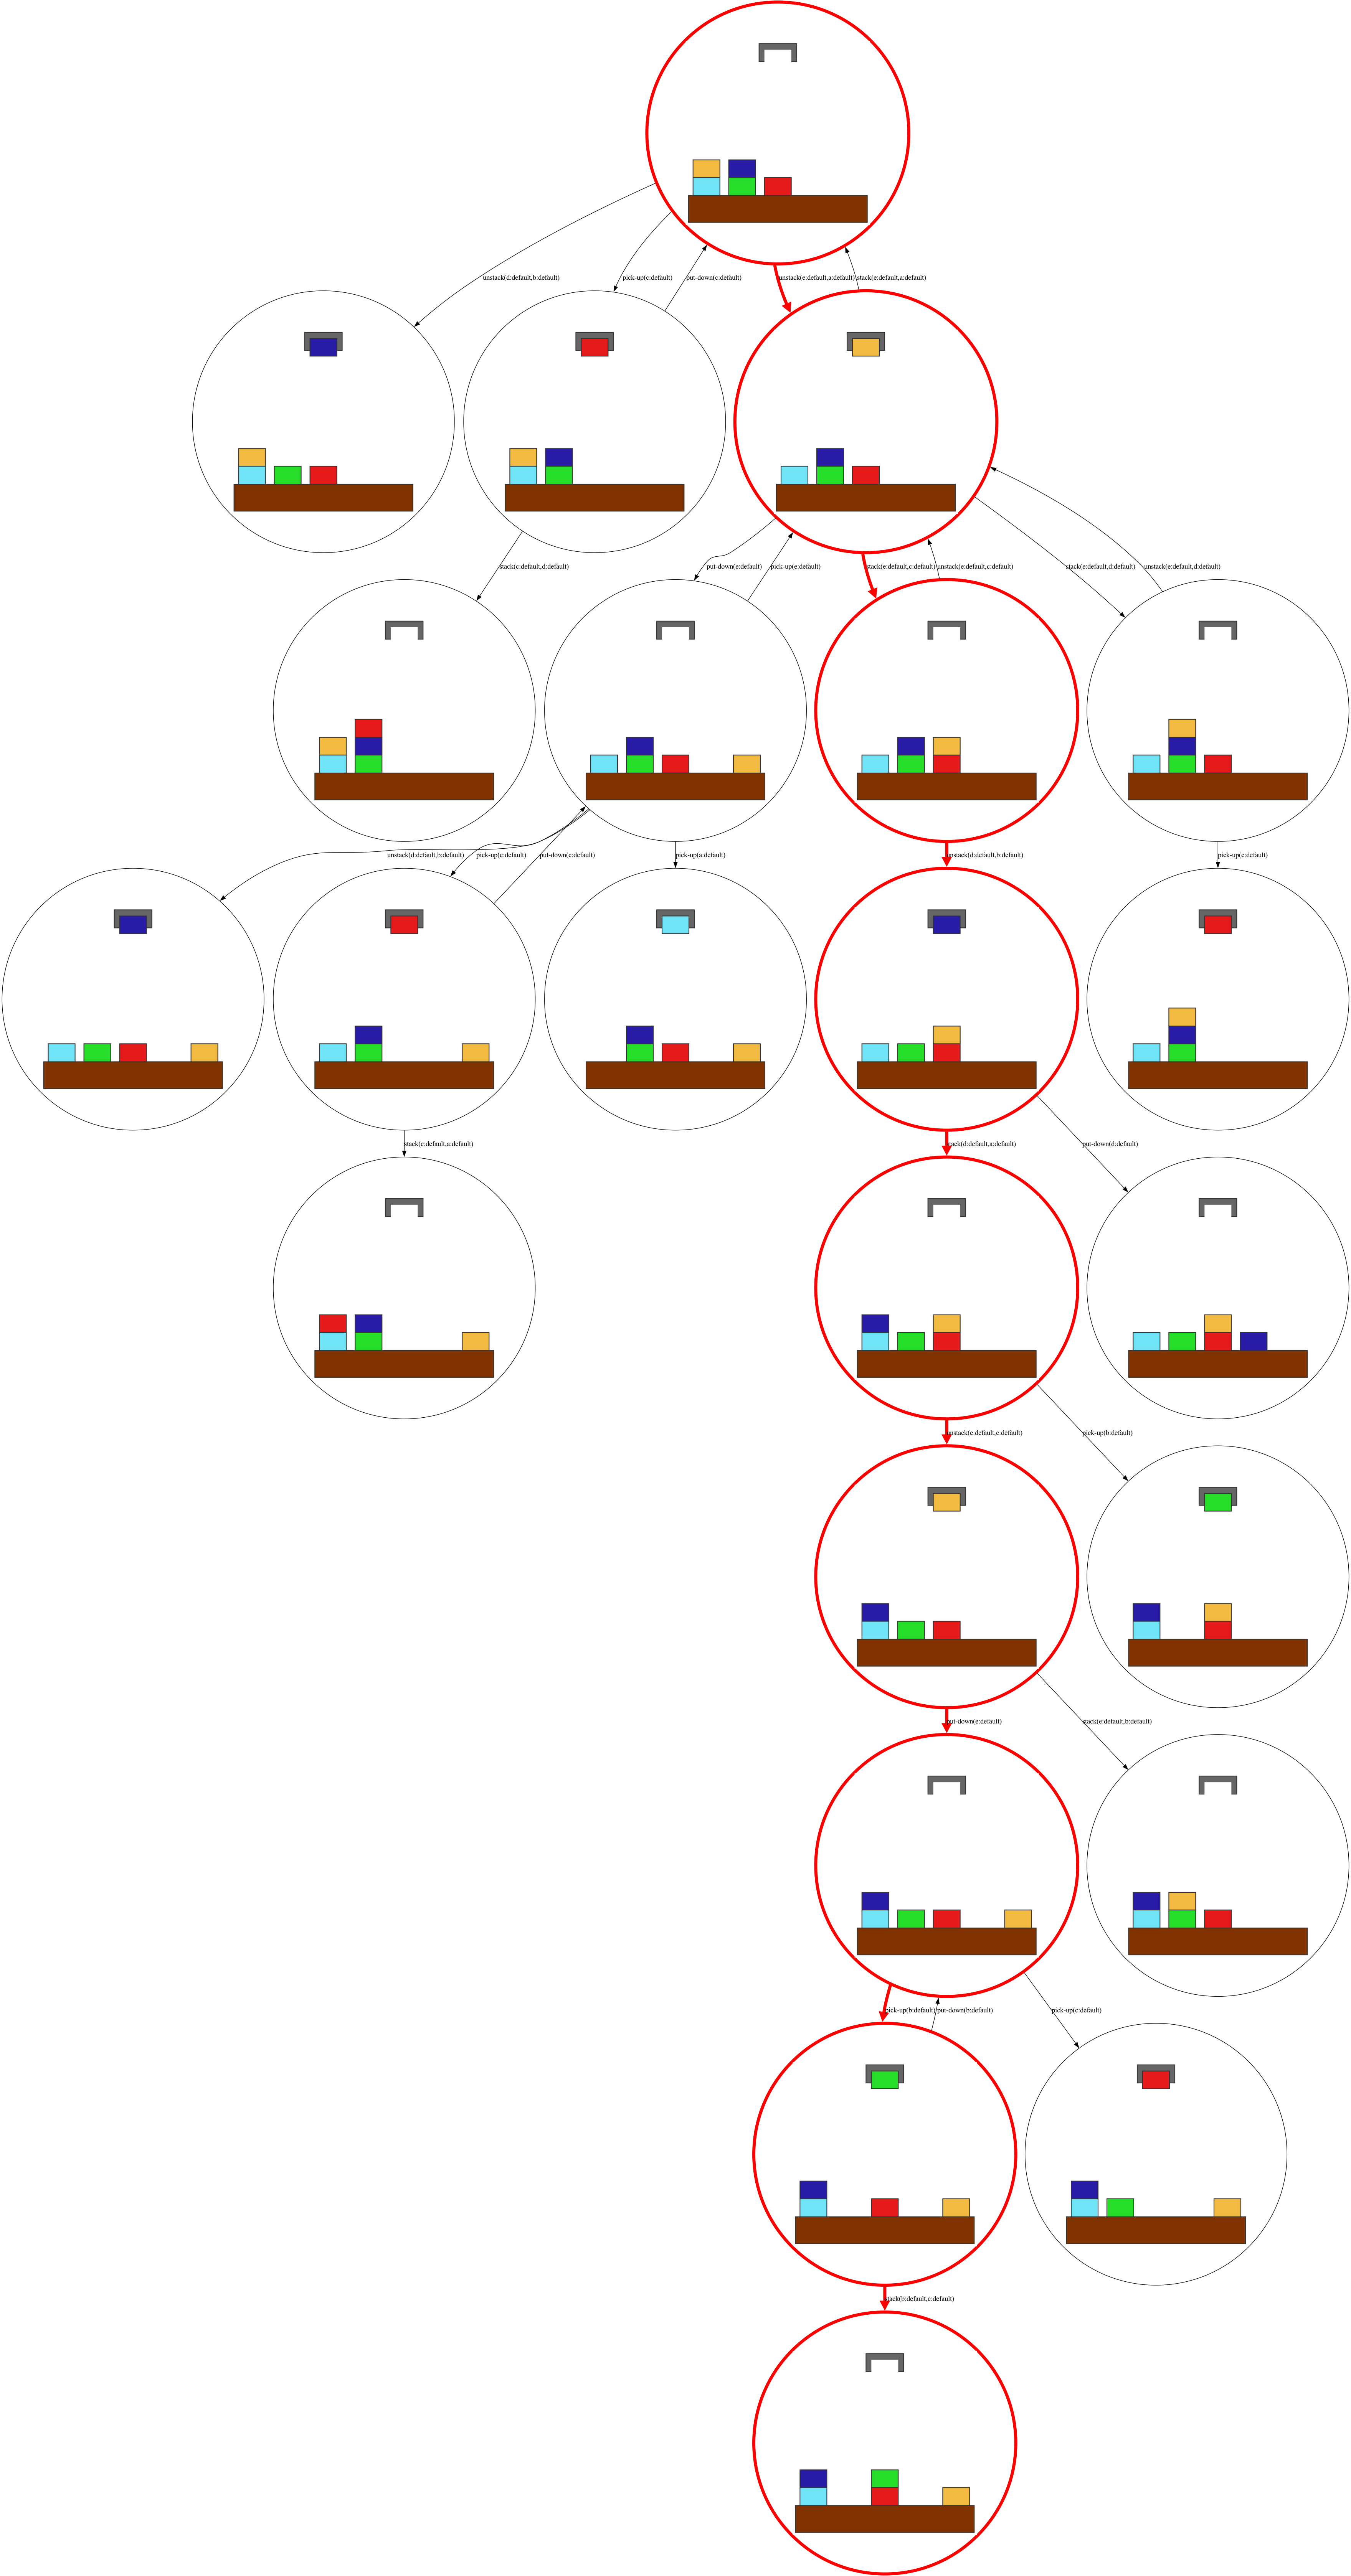 unstack(d:default,b:default)
pick-up(c:default)
put-down(c:default)
unstack(e:default,a:default)
stack(e:default,a:default)
stack(c:default,d:default)
put-down(e:default)
pick-up(e:default)
stack(e:default,c:default)
unstack(e:default,c:default)
stack(e:default,d:default)
unstack(e:default,d:default)
unstack(d:default,b:default)
pick-up(c:default)
put-down(c:default)
pick-up(a:default)
unstack(d:default,b:default)
pick-up(c:default)
stack(c:default,a:default)
stack(d:default,a:default)
put-down(d:default)
unstack(e:default,c:default)
pick-up(b:default)
put-down(e:default)
stack(e:default,b:default)
pick-up(b:default)
put-down(b:default)
pick-up(c:default)
stack(b:default,c:default)